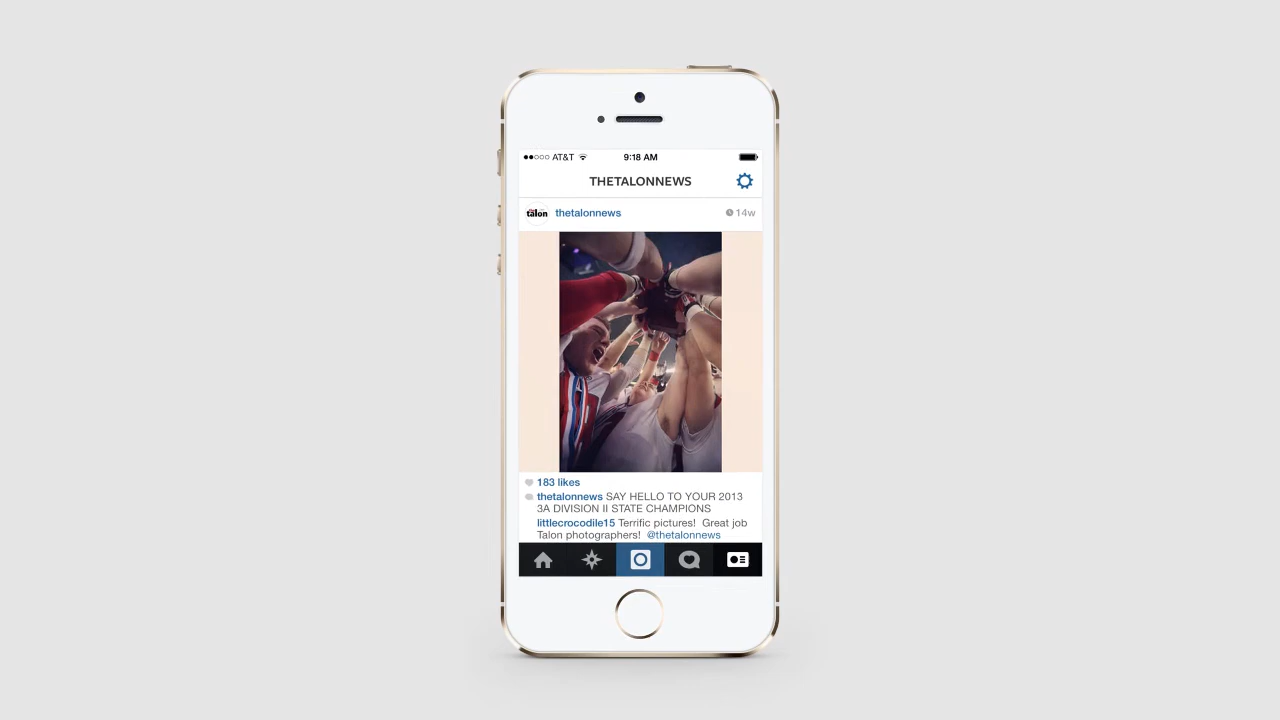 AT&T 9:18 AM
THETALONNEWS
talon thetalonnews 14w
183 likes
thetalonnews SAY HELLO TO YOUR 2013
3A DIVISION II STATE CHAMPIONS
littlecrocodile15 Terrific pictures! Great job
Talon photographers! @thetalonnews